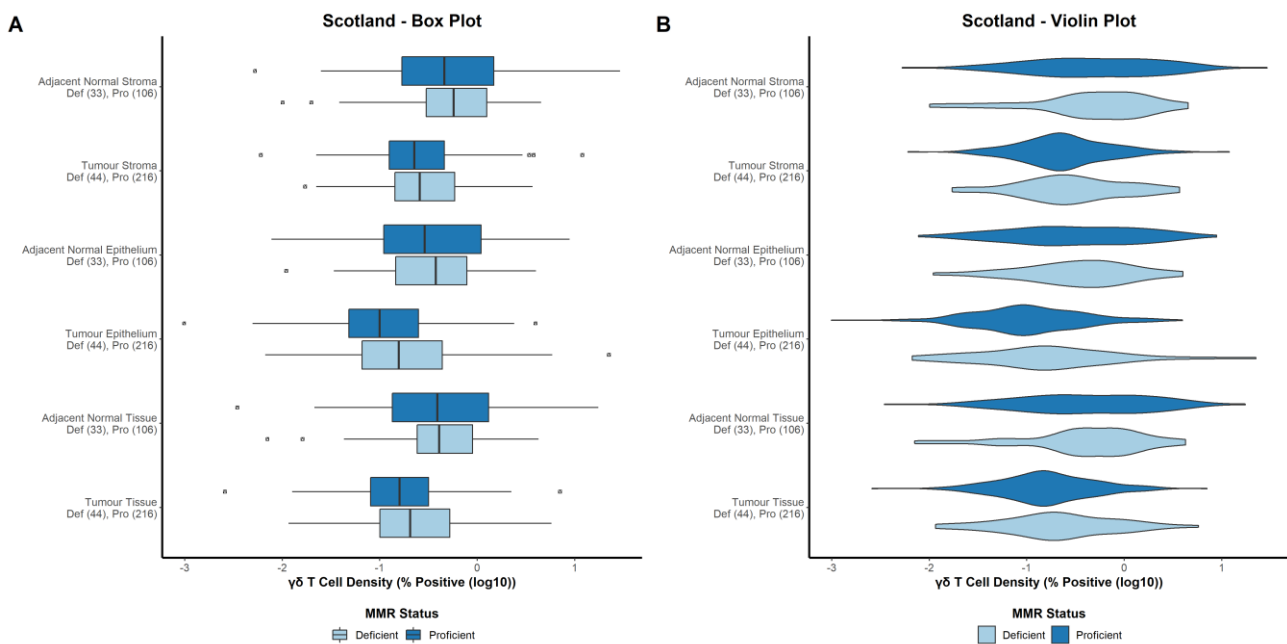 A
Scotland - Box Plot
Adjacent Normal Stroma
Def (33), Pro (106)
Tumour Stroma
Def (44), Pro (216)
Adjacent Normal Epithelium
Def (33), Pro (106)
Tumour Epithelium
Def (44), Pro (216)
Adjacent Normal Tissue
Def (33), Pro (106)
Tumour Tissue
Def (44), Pro (216)
-3 -2 -1 0 1
γδ T Cell Density (% Positive (log10))
MMR Status
Deficient Proficient
B
Scotland - Violin Plot
Adjacent Normal Stroma
Def (33), Pro (106)
Tumour Stroma
Def (44), Pro (216)
Adjacent Normal Epithelium
Def (33), Pro (106)
Tumour Epithelium
Def (44), Pro (216)
Adjacent Normal Tissue
Def (33), Pro (106)
Tumour Tissue
Def (44), Pro (216)
-3 -2 -1 0 1
γδ T Cell Density (% Positive (log10))
MMR Status
Deficient Proficient